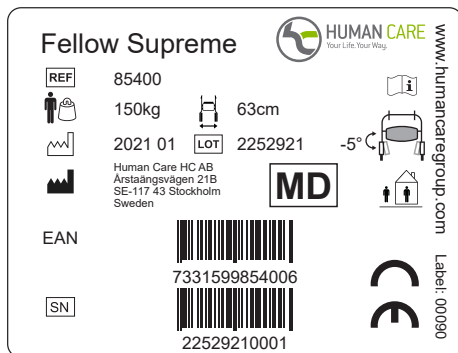 Fellow Supreme
HUMAN CARE
Your Life. Your Way.
REF 85400
150kg 63cm
2021 01 LOT 2252921 -5°
Human Care HC AB
Årstaängsvägen 21B
SE-117 43 Stockholm
Sweden
MD
i
EAN
7331599854006
SN
22529210001
CE
www.humancaregroup.com
Label: 00090